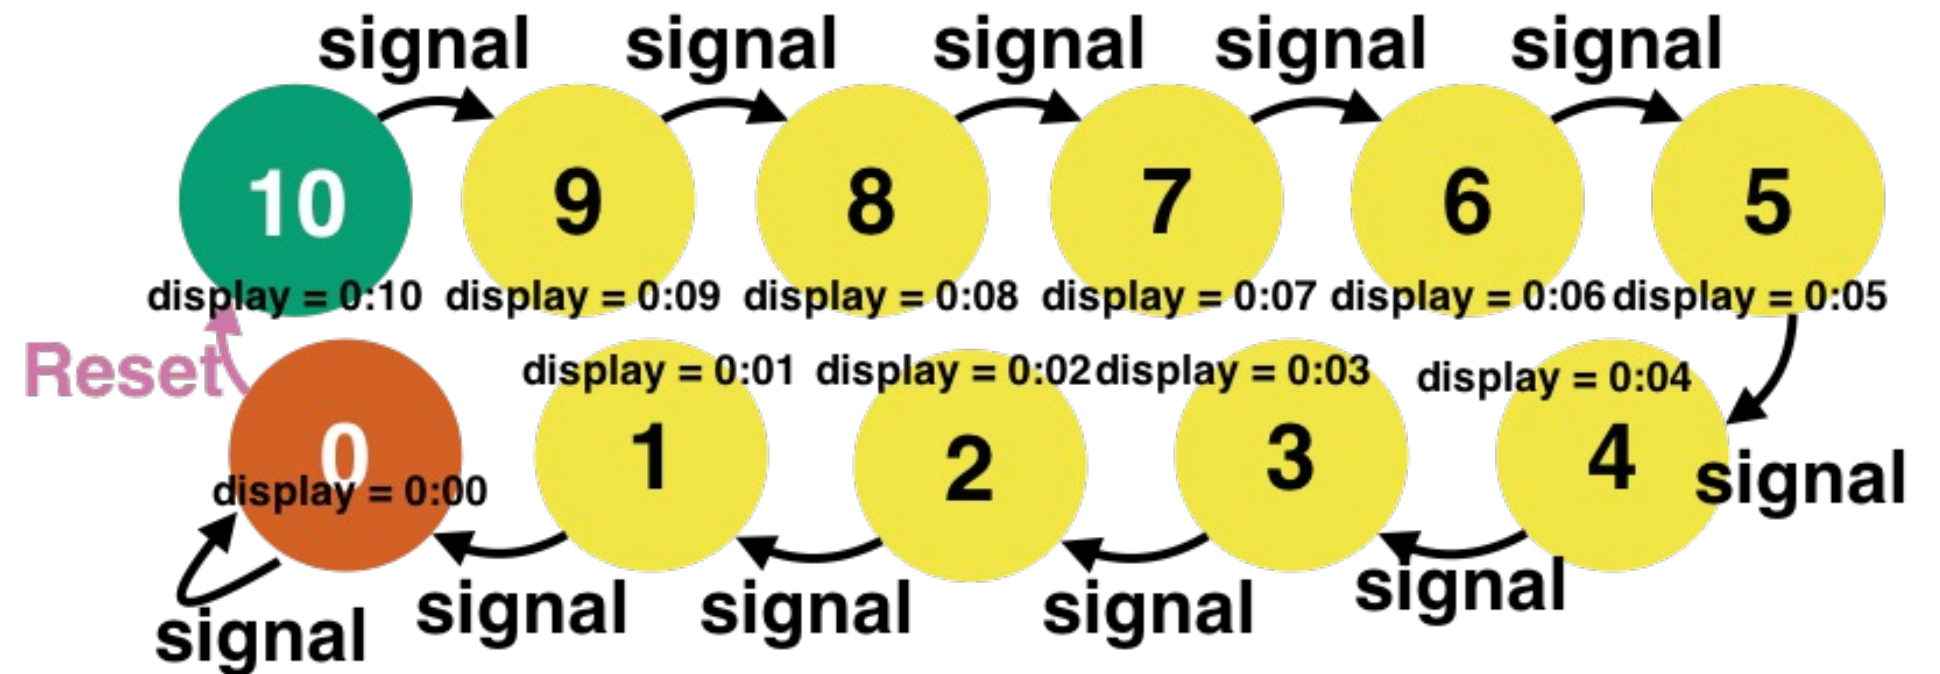 signal signal signal signal signal
10 9 8 7 6 5
display = 0:10 display = 0:09 display = 0:08 display = 0:07 display = 0:06 display = 0:05
Reset
display = 0:01 display = 0:02 display = 0:03 display = 0:04
0 1 2 3 4
display = 0:00
signal
signal signal signal signal
signal